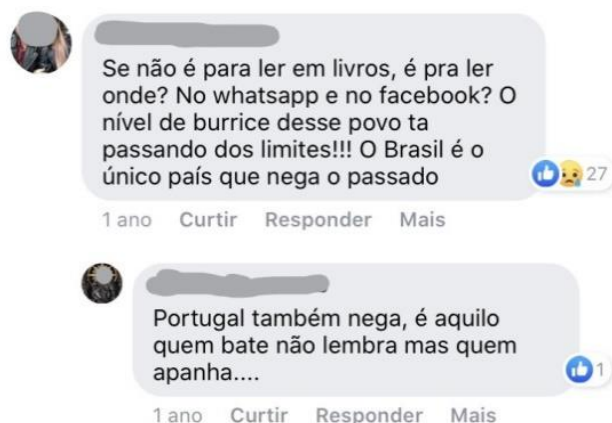 Se não é para ler em livros, é pra ler
onde? No whatsapp e no facebook? O
nível de burrice desse povo ta
passando dos limites!!! O Brasil é o
único país que nega o passado
27
1 ano Curtir Responder Mais
Portugal também nega, é aquilo
quem bate não lembra mas quem
apanha....
1
1 ano Curtir Responder Mais